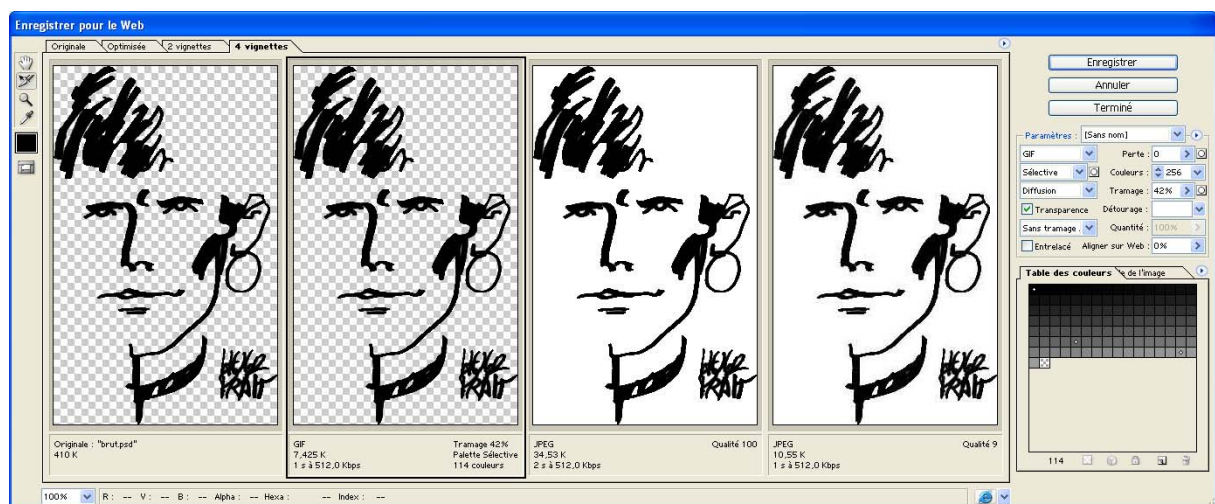 Enregistrer pour le Web
Originale Optimisée 2 vignettes 4 vignettes
Originale : "brut.psd"
410 K
GIF Tramage 42%
7,425 K Palette Sélective
1 s à 512,0 Kbps 114 couleurs
JPEG Qualité 100
34,53 K
2 s à 512,0 Kbps
JPEG Qualité 9
10,55 K
1 s à 512,0 Kbps
100% R : -- V : -- B : -- Alpha : -- Hexa : -- Index : --
Enregistrer
Annuler
Terminé
Paramètres : [Sans nom]
GIF Perte : 0
Sélective Couleurs : 256
Diffusion Tramage : 42%
Transparence Détourage :
Sans tramage . Quantité : 100%
Entrelacé Aligner sur Web : 0%
Table des couleurs e de l'image
114